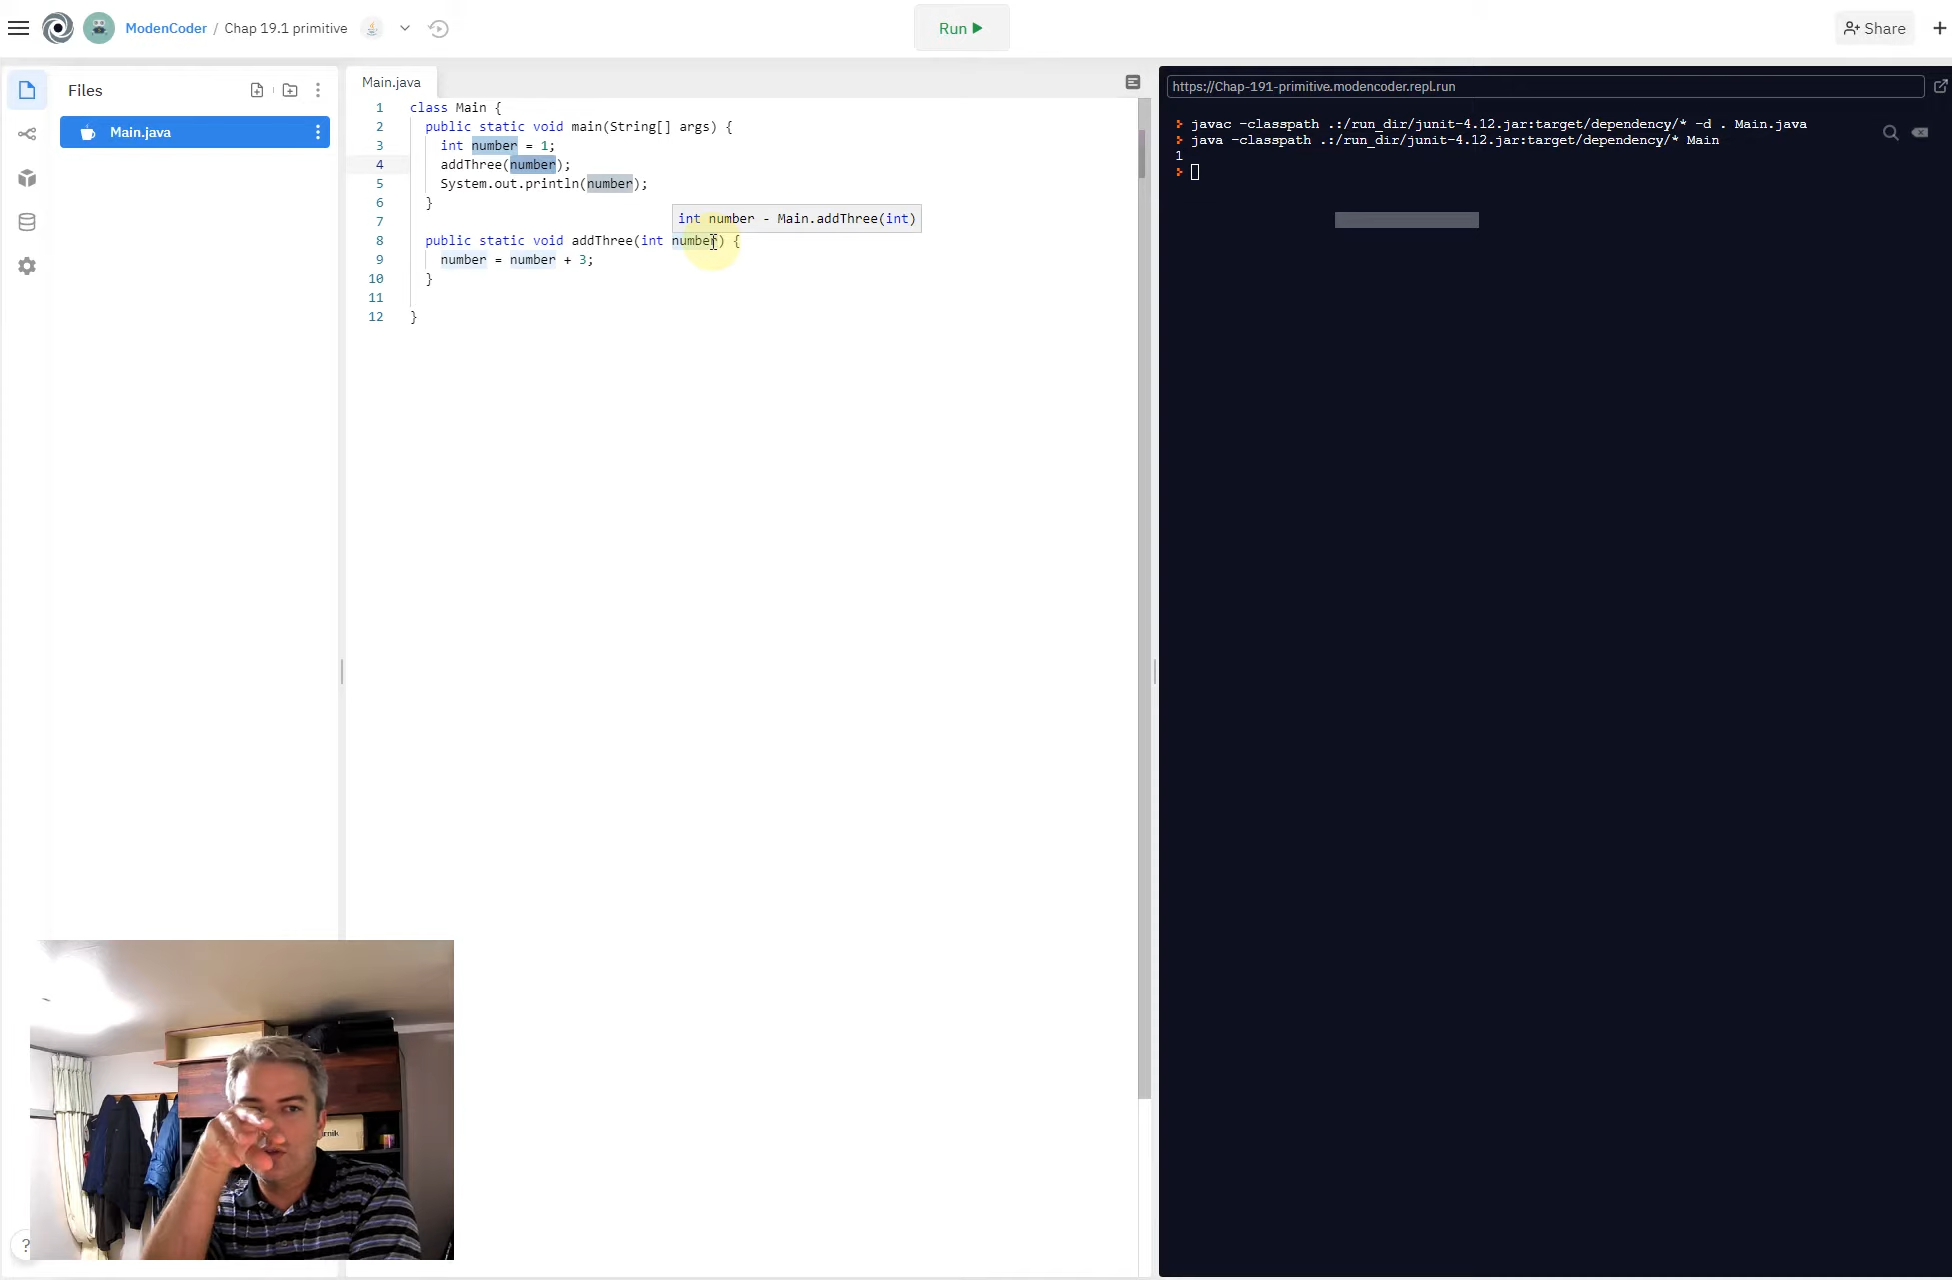 ModenCoder / Chap 19.1 primitive
Run
Share
Files
Main.java
Main.java
1 class Main {
2 public static void main(String[] args) {
3 int number = 1;
4 addThree(number);
5 System.out.println(number);
6 }
7
int number - Main.addThree(int)
8 public static void addThree(int number) {
9 number = number + 3;
10 }
11
12 }
https://Chap-191-primitive.modencoder.repl.run
javac -classpath .:/run_dir/junit-4.12.jar:target/dependency/* -d . Main.java
java -classpath .:/run_dir/junit-4.12.jar:target/dependency/* Main
1
?